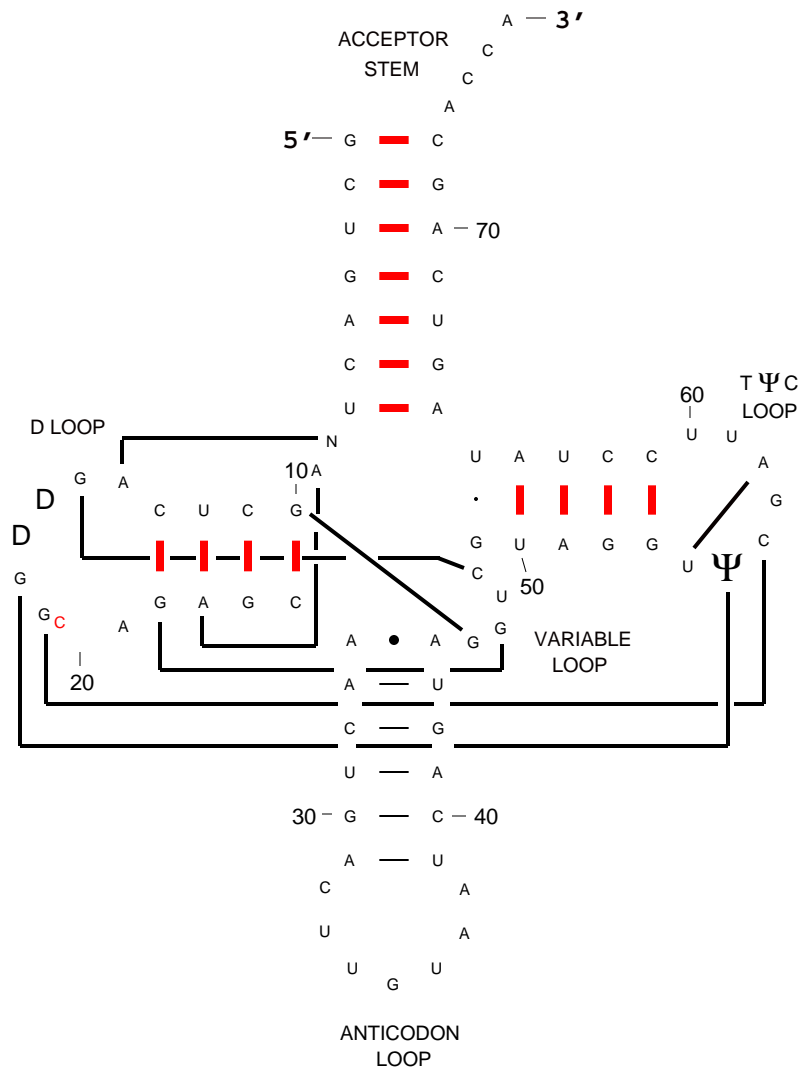 A — 3′
ACCEPTOR
STEM
C
C
A
5′— G C
C G
U A — 70
G C
A U
C G
U A
60
T Ψ C
LOOP
D LOOP
N
U U
G A
10 A
U A U C C
A
D
C U C G
G
D
G U A G G
C
C
U Ψ
G
50
G A G C
U
G C
A
A A G G
VARIABLE
LOOP
20
A U
C G
U A
30 G C 40
A U
C A
U A
U U
G
ANTICODON
LOOP